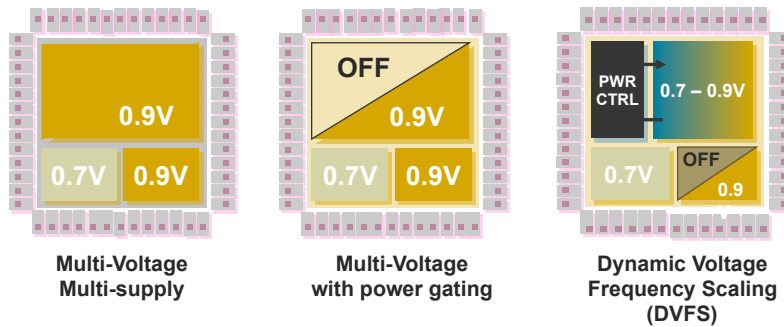 0.9V
0.7V
0.9V
Multi-Voltage
Multi-supply
OFF
0.9V
0.7V
0.9V
Multi-Voltage
with power gating
PWR
CTRL
0.7 – 0.9V
0.7V
OFF
0.9
Dynamic Voltage
Frequency Scaling
(DVFS)